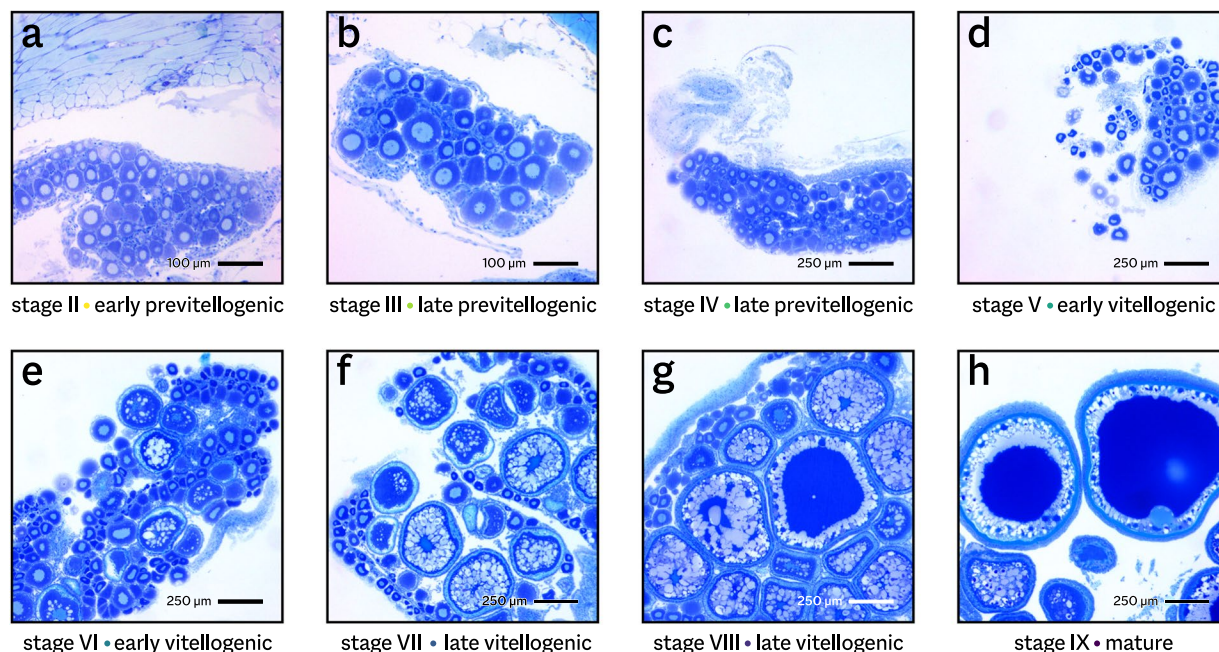 a b c d
100 µm 100 µm 250 µm 250 µm
stage II • early previtellogenic stage III • late previtellogenic stage IV • late previtellogenic stage V • early vitellogenic
e f g h
250 µm 250 µm 250 µm 250 µm
stage VI • early vitellogenic stage VII • late vitellogenic stage VIII • late vitellogenic stage IX • mature